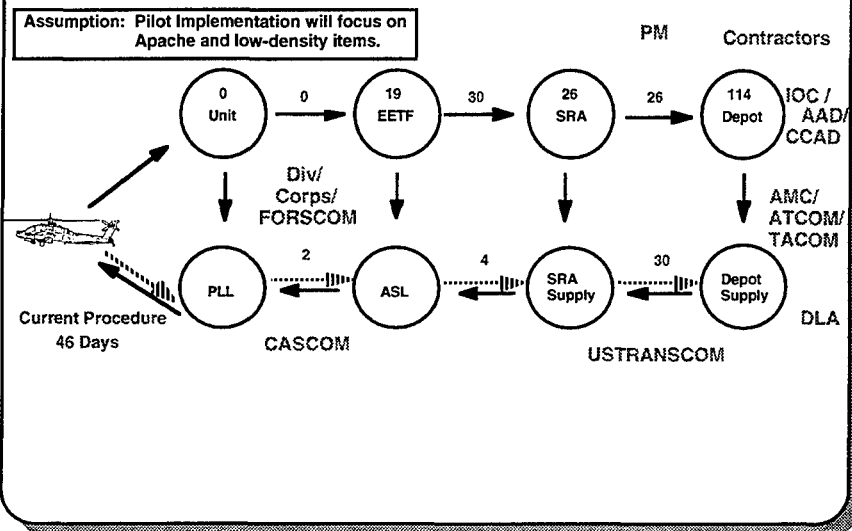 Assumption: Pilot Implementation will focus on
Apache and low-density items.
PM
Contractors
0
Unit
0
19
EETF
30
26
SRA
26
114
Depot
IOC /
AAD/
CCAD
Div/
Corps/
FORSCOM
AMC/
ATCOM/
TACOM
PLL
2
ASL
4
SRA
Supply
30
Depot
Supply
DLA
Current Procedure
46 Days
CASCOM
USTRANSCOM